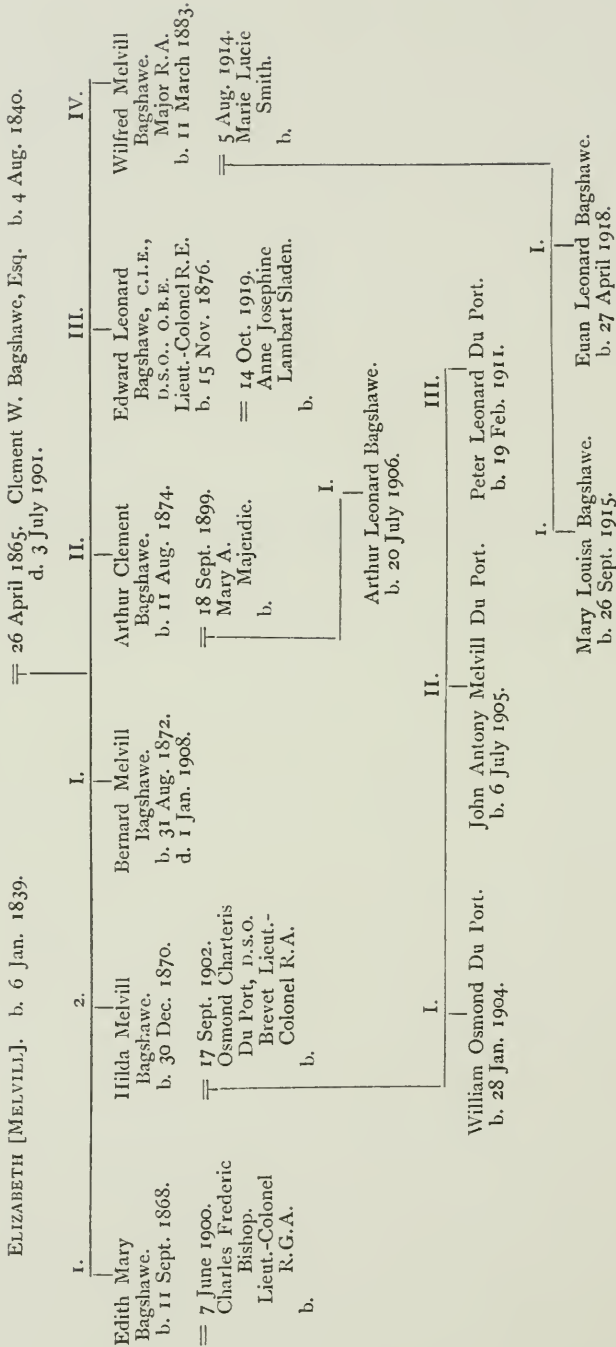 ELIZABETH [MELVILL]. b. 6 Jan. 1839. = 26 April 1865. Clement W. Bagshawe, Esq. b. 4 Aug. 1840.
d. 3 July 1901.
1.
Edith Mary
Bagshawe.
b. 11 Sept. 1868.
= 7 June 1900.
Charles Frederic
Bishop.
Lieut.-Colonel
R.G.A.
b.
2.
Hilda Melvill
Bagshawe.
b. 30 Dec. 1870.
= 17 Sept. 1902.
Osmond Charteris
Du Port, D.S.O.
Brevet Lieut.-
Colonel R.A.
b.
I.
Bernard Melvill
Bagshawe.
b. 31 Aug. 1872.
d. 1 Jan. 1908.
II.
Arthur Clement
Bagshawe.
b. 11 Aug. 1874.
= 18 Sept. 1899.
Mary A.
Majendie.
b.
III.
Edward Leonard
Bagshawe, C.I.E.,
D.S.O.. O.B.E.
Lieut.-Colonel R.E.
b. 15 Nov. 1876.
= 14 Oct. 1919.
Anne Josephine
Lambart Sladen.
b.
IV.
Wilfred Melvill
Bagshawe.
Major R.A.
b. 11 March 1883.
= 5 Aug. 1914.
Marie Lucie
Smith.
b.
I.
Arthur Leonard Bagshawe.
b. 20 July 1906.
I.
William Osmond Du Port.
b. 28 Jan. 1904.
II.
John Antony Melvill Du Port.
b. 6 July 1905.
III.
Peter Leonard Du Port.
b. 19 Feb. 1911.
1.
Mary Louisa Bagshawe.
b. 26 Sept. 1915.
I.
Euan Leonard Bagshawe.
b. 27 April 1918.